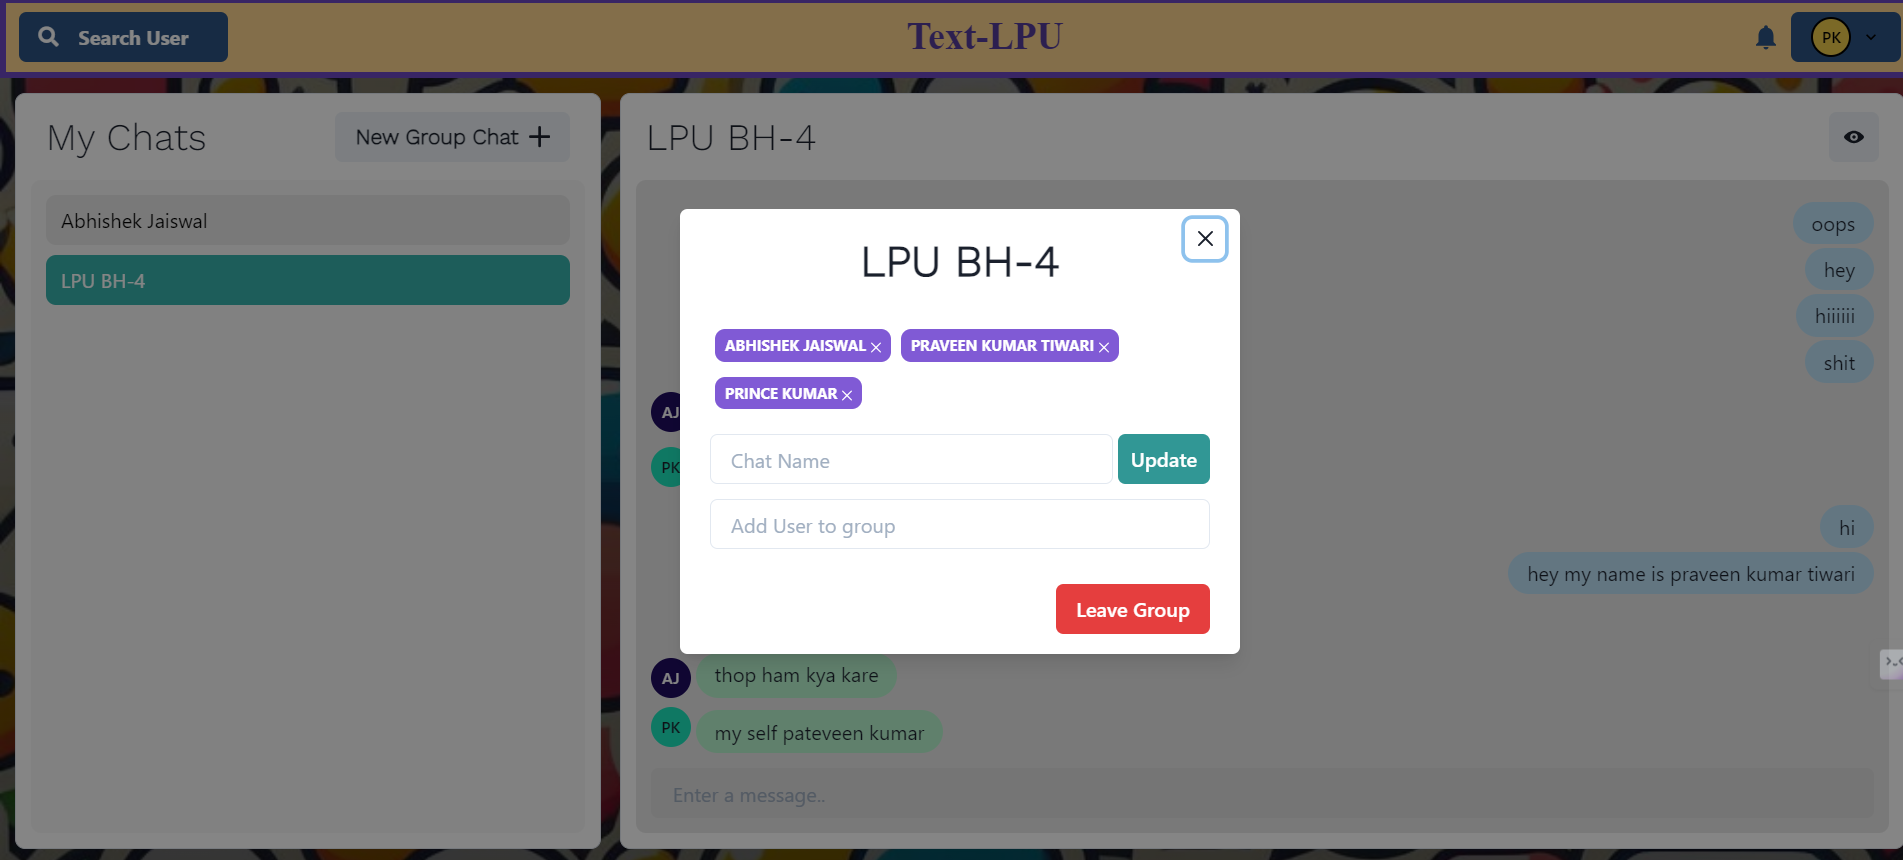 Search User
Text-LPU
PK
My Chats
New Group Chat
Abhishek Jaiswal
LPU BH-4
LPU BH-4
oops
hey
hiiiiii
shit
AJ
PK
hi
hey my name is praveen kumar tiwari
AJ
thop ham kya kare
PK
my self pateveen kumar
Enter a message..
LPU BH-4
ABHISHEK JAISWAL
PRAVEEN KUMAR TIWARI
PRINCE KUMAR
Chat Name
Update
Add User to group
Leave Group